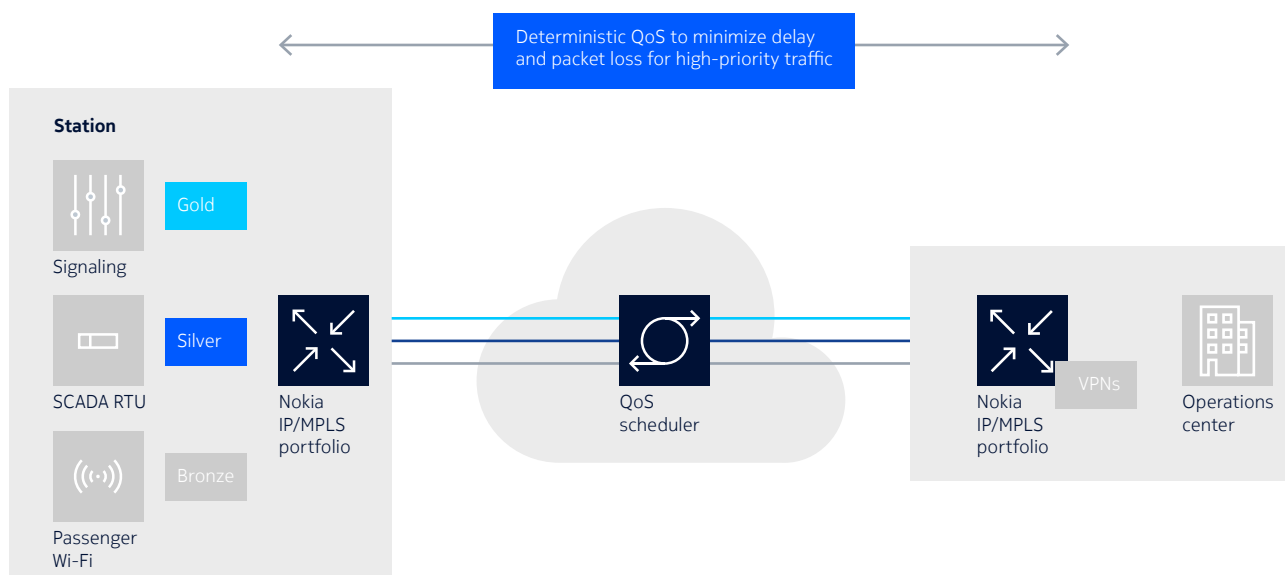 Deterministic QoS to minimize delay
and packet loss for high-priority traffic
Station
Gold
Signaling
Silver
SCADA RTU
Nokia
IP/MPLS
portfolio
Bronze
Passenger
Wi-Fi
QoS
scheduler
Nokia
IP/MPLS
portfolio
VPNs
Operations
center